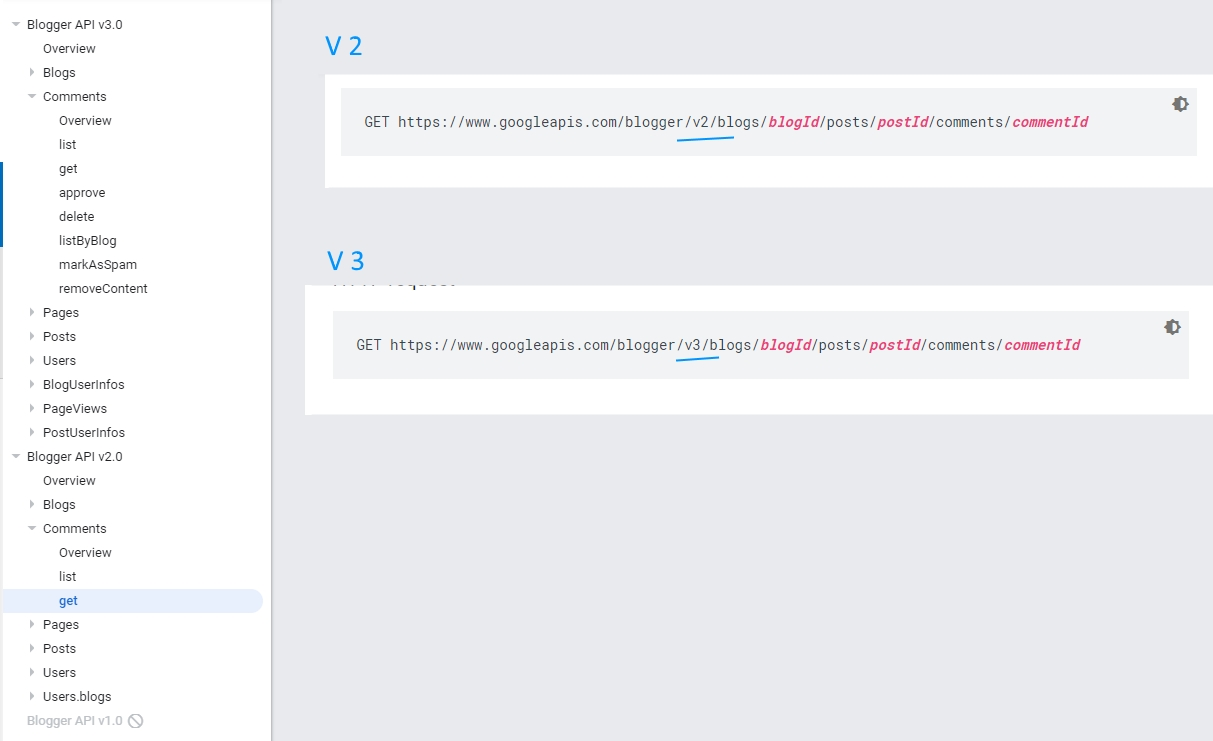 Blogger API v3.0
Overview
Blogs
Comments
Overview
list
get
approve
delete
listByBlog
markAsSpam
removeContent
Pages
Posts
Users
BlogUserInfos
PageViews
PostUserInfos
Blogger API v2.0
Overview
Blogs
Comments
Overview
list
get
Pages
Posts
Users
Users.blogs
Blogger API v1.0
V 2
GET https://www.googleapis.com/blogger/v2/blogs/blogId/posts/postId/comments/commentId
V 3
GET https://www.googleapis.com/blogger/v3/blogs/blogId/posts/postId/comments/commentId